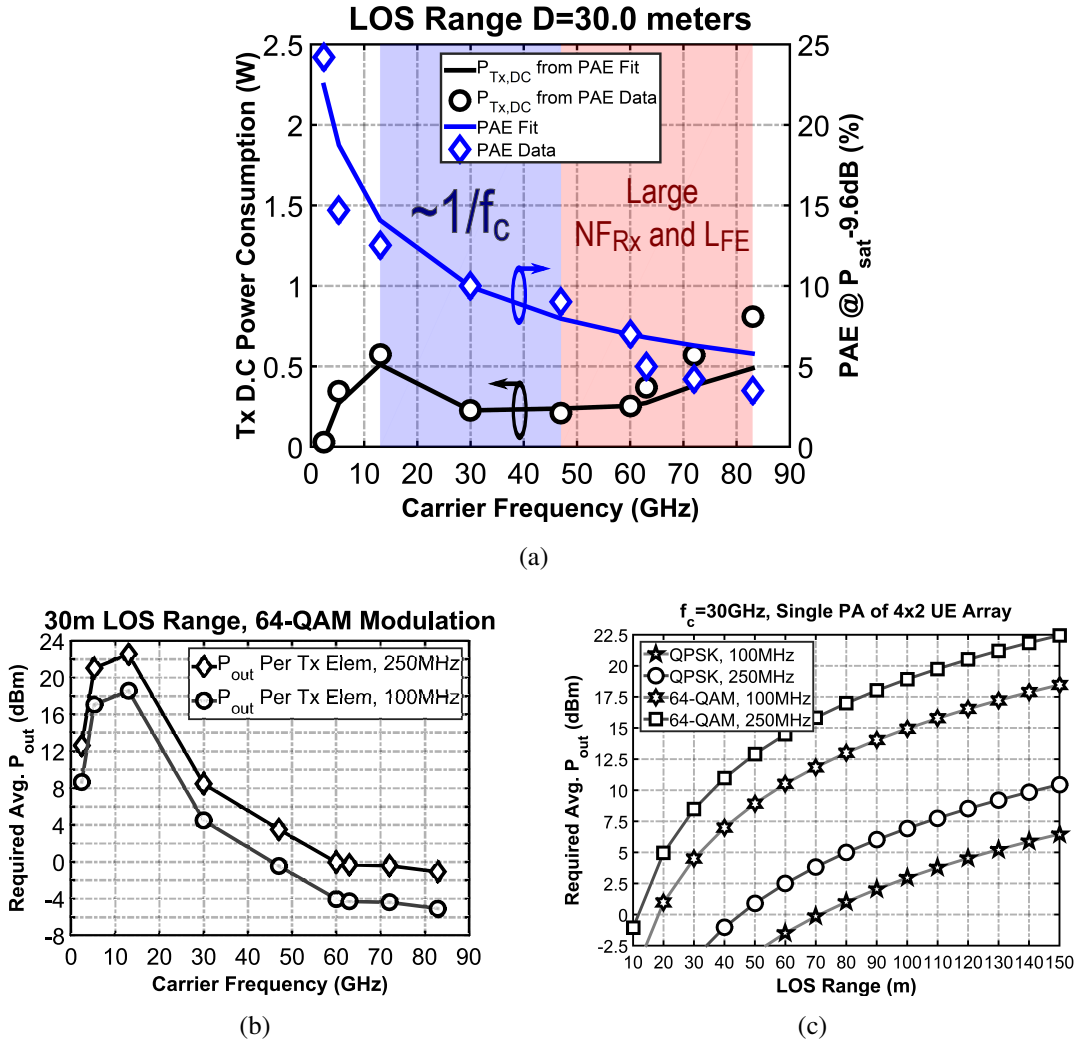 LOS Range D=30.0 meters
2.5
2
1.5
1
0.5
0
Tx D.C Power Consumption (W)
P_Tx,DC from PAE Fit
P_Tx,DC from PAE Data
PAE Fit
PAE Data
~1/f_c
Large
NF_Rx and L_FE
25
20
15
10
5
0
PAE @ P_sat-9.6dB (%)
0 10 20 30 40 50 60 70 80 90
Carrier Frequency (GHz)
(a)
30m LOS Range, 64-QAM Modulation
24
20
16
12
8
4
0
-4
-8
Required Avg. P_out (dBm)
P_out Per Tx Elem, 250MHz
P_out Per Tx Elem, 100MHz
0 10 20 30 40 50 60 70 80 90
Carrier Frequency (GHz)
(b)
f_c=30GHz, Single PA of 4x2 UE Array
22.5
20
17.5
15
12.5
10
7.5
5
2.5
0
-2.5
Required Avg. P_out (dBm)
QPSK, 100MHz
QPSK, 250MHz
64-QAM, 100MHz
64-QAM, 250MHz
10 20 30 40 50 60 70 80 90 100 110 120 130 140 150
LOS Range (m)
(c)